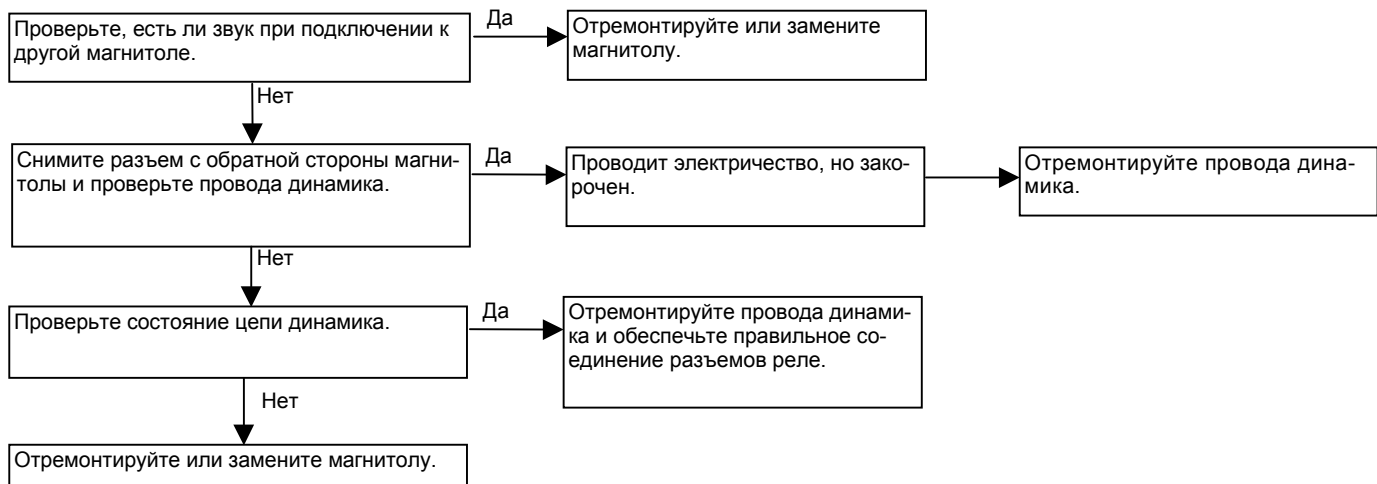 Проверьте, есть ли звук при подключении к
другой магнитоле.
Да
Отремонтируйте или замените
магнитолу.
Нет
Снимите разъем с обратной стороны магни-
толы и проверьте провода динамика.
Да
Проводит электричество, но зако-
рочен.
Отремонтируйте провода дина-
мика.
Нет
Проверьте состояние цепи динамика.
Да
Отремонтируйте провода динами-
ка и обеспечьте правильное со-
единение разъемов реле.
Нет
Отремонтируйте или замените магнитолу.